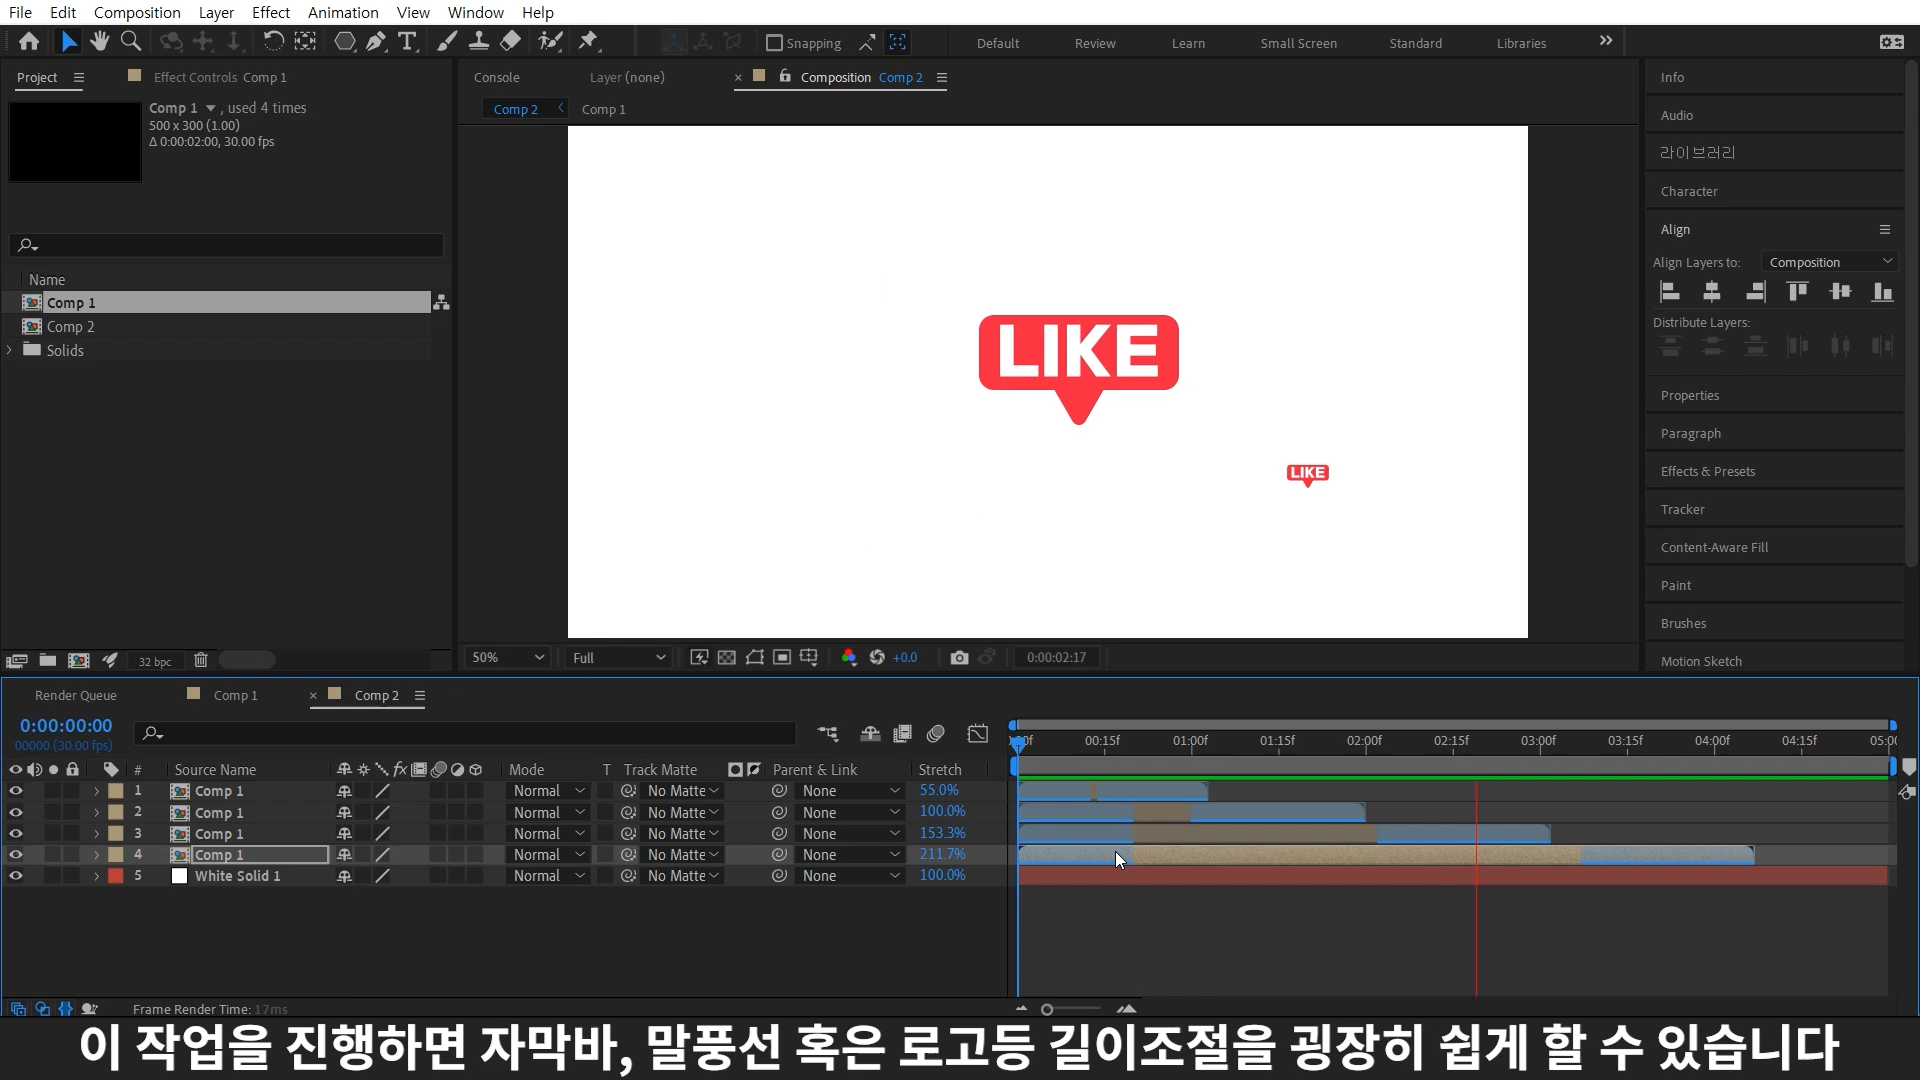 File Edit Composition Layer Effect Animation View Window Help
Snapping Default Review Learn Small Screen Standard Libraries
Project Effect Controls Comp 1
Comp 1 , used 4 times
500 x 300 (1.00)
Δ 0:00:02:00, 30.00 fps
Name
Comp 1
Comp 2
Solids
32 bpc
Console Layer (none) Composition Comp 2
Comp 2 Comp 1
LIKE
LIKE
50% Full +0.0 0:00:02:17
Info
Audio
라이브러리
Character
Align
Align Layers to: Composition
Distribute Layers:
Properties
Paragraph
Effects & Presets
Tracker
Content-Aware Fill
Paint
Brushes
Motion Sketch
Render Queue Comp 1 Comp 2
0:00:00:00
00000 (30.00 fps)
00:15f 01:00f 01:15f 02:00f 02:15f 03:00f 03:15f 04:00f 04:15f
# Source Name Mode T Track Matte Parent & Link Stretch
1 Comp 1 Normal No Matte None 55.0%
2 Comp 1 Normal No Matte None 100.0%
3 Comp 1 Normal No Matte None 153.3%
4 Comp 1 Normal No Matte None 211.7%
5 White Solid 1 Normal No Matte None 100.0%
Frame Render Time: 17ms
이 작업을 진행하면 자막바, 말풍선 혹은 로고등 길이조절을 굉장히 쉽게 할 수 있습니다